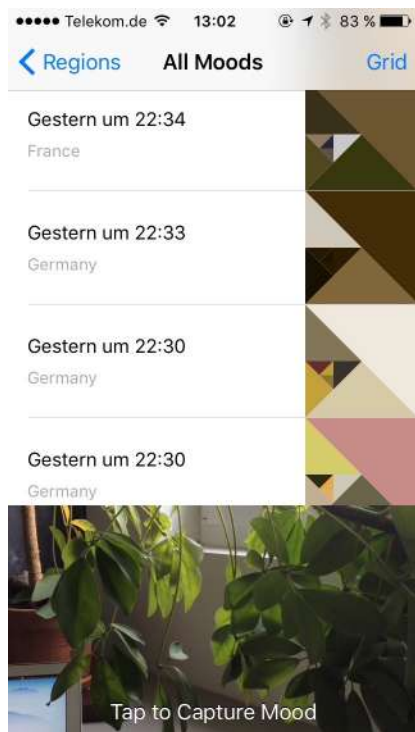 Telekom.de 13:02 83 %
Regions All Moods Grid
Gestern um 22:34
France
Gestern um 22:33
Germany
Gestern um 22:30
Germany
Gestern um 22:30
Germany
Tap to Capture Mood